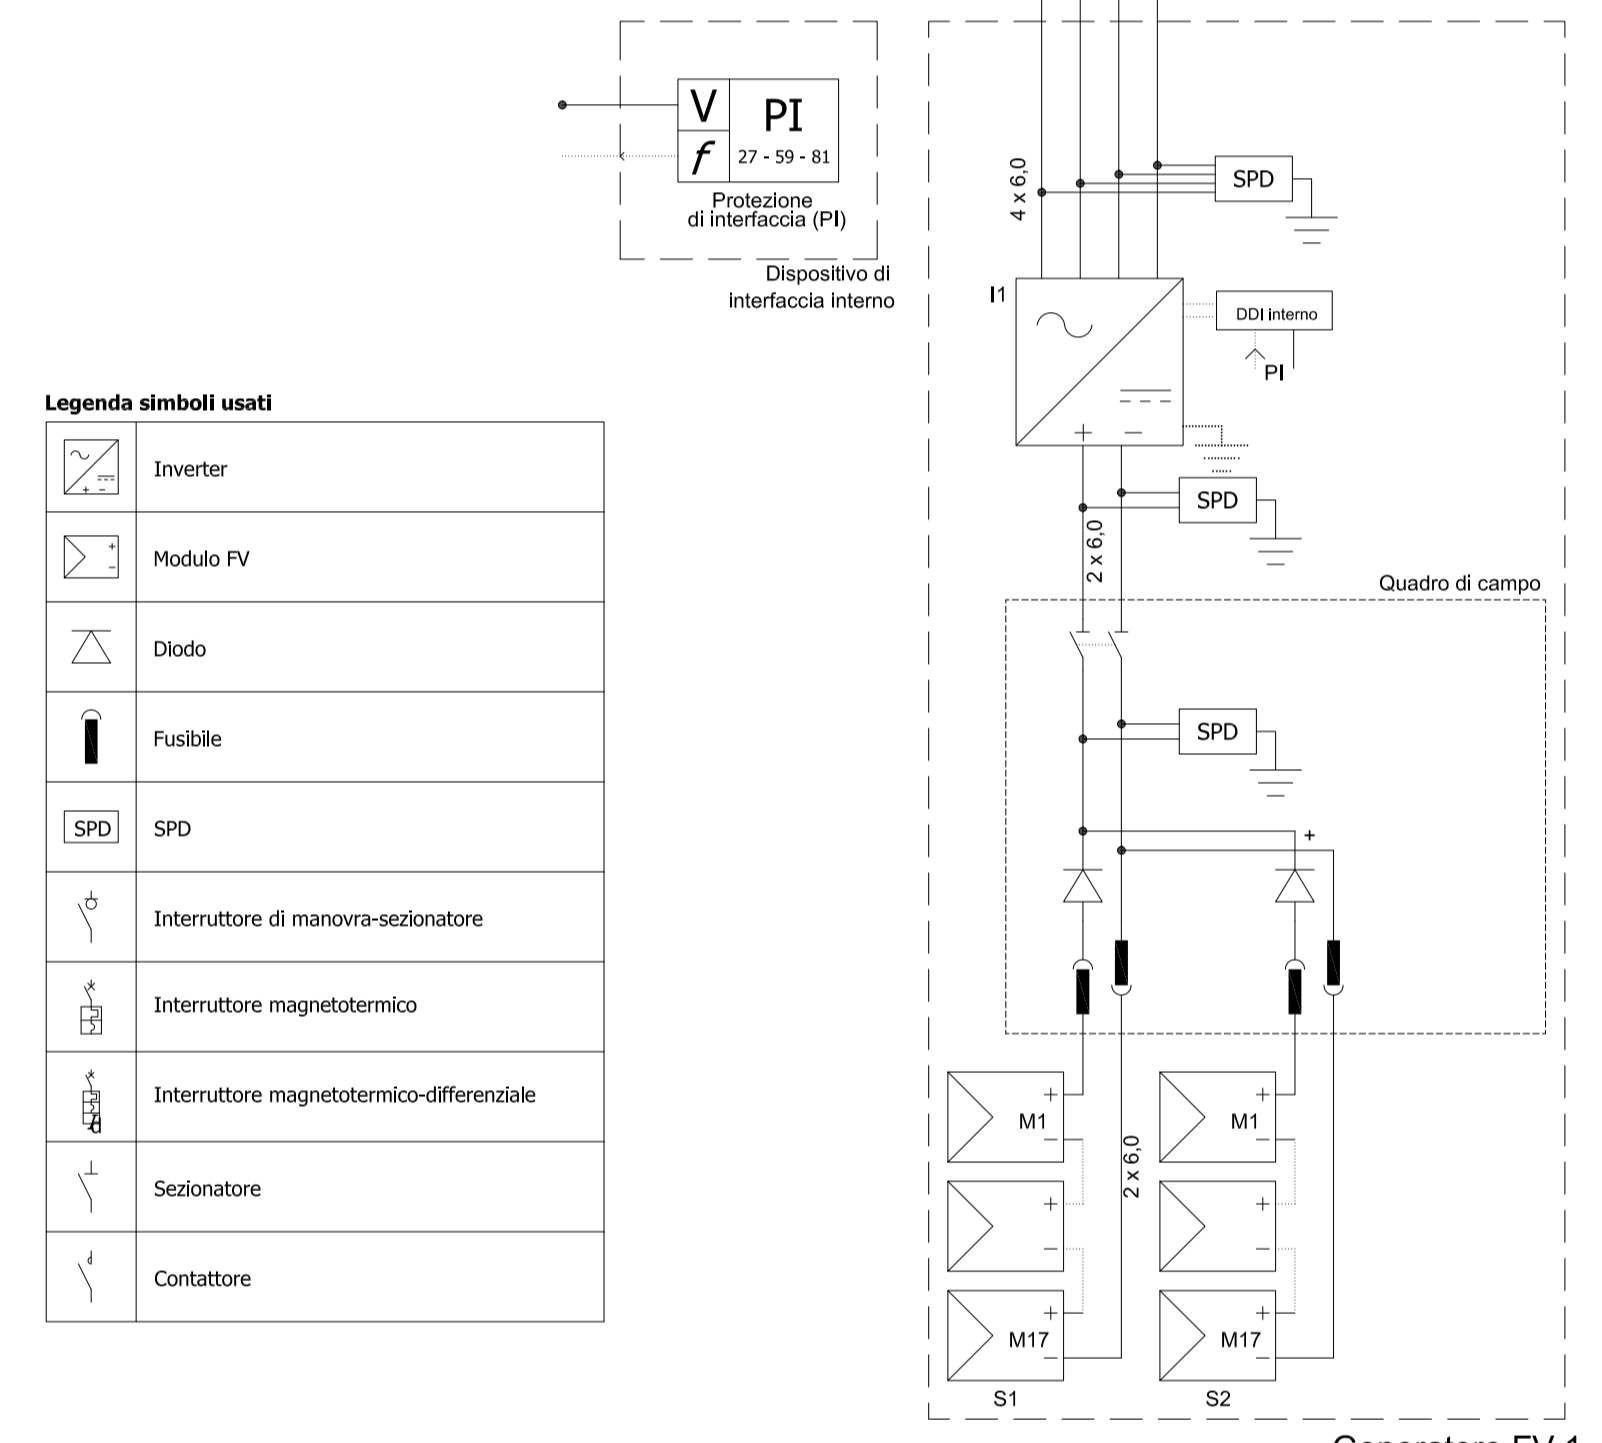 V
PI
f
27 - 59 - 81
Protezione
di interfaccia (PI)
Dispositivo di
interfaccia interno
4 x 6,0
SPD
I1
DDI interno
PI
+ −
SPD
2 x 6,0
Quadro di campo
SPD
+
+
M1
−
+
−
+
M17
−
S1
2 x 6,0
+
M1
−
+
−
+
M17
−
S2
Legenda simboli usati
+ −
Inverter
+
−
Modulo FV
Diodo
Fusibile
SPD
SPD
Interruttore di manovra-sezionatore
Interruttore magnetotermico
Interruttore magnetotermico-differenziale
Sezionatore
Contattore